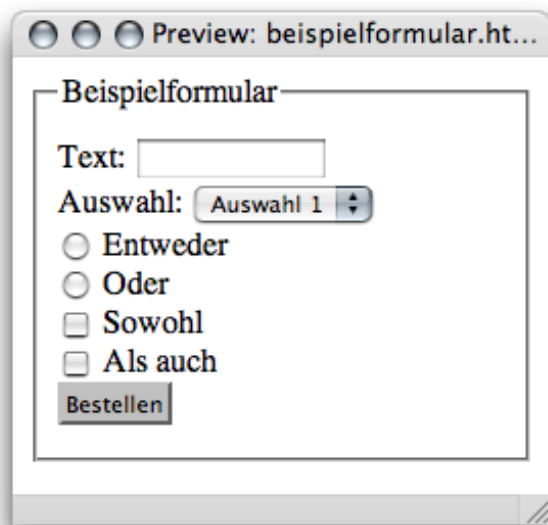 Preview: beispielformular.ht...
Beispielformular
Text:
Auswahl: Auswahl 1
Entweder
Oder
Sowohl
Als auch
Bestellen